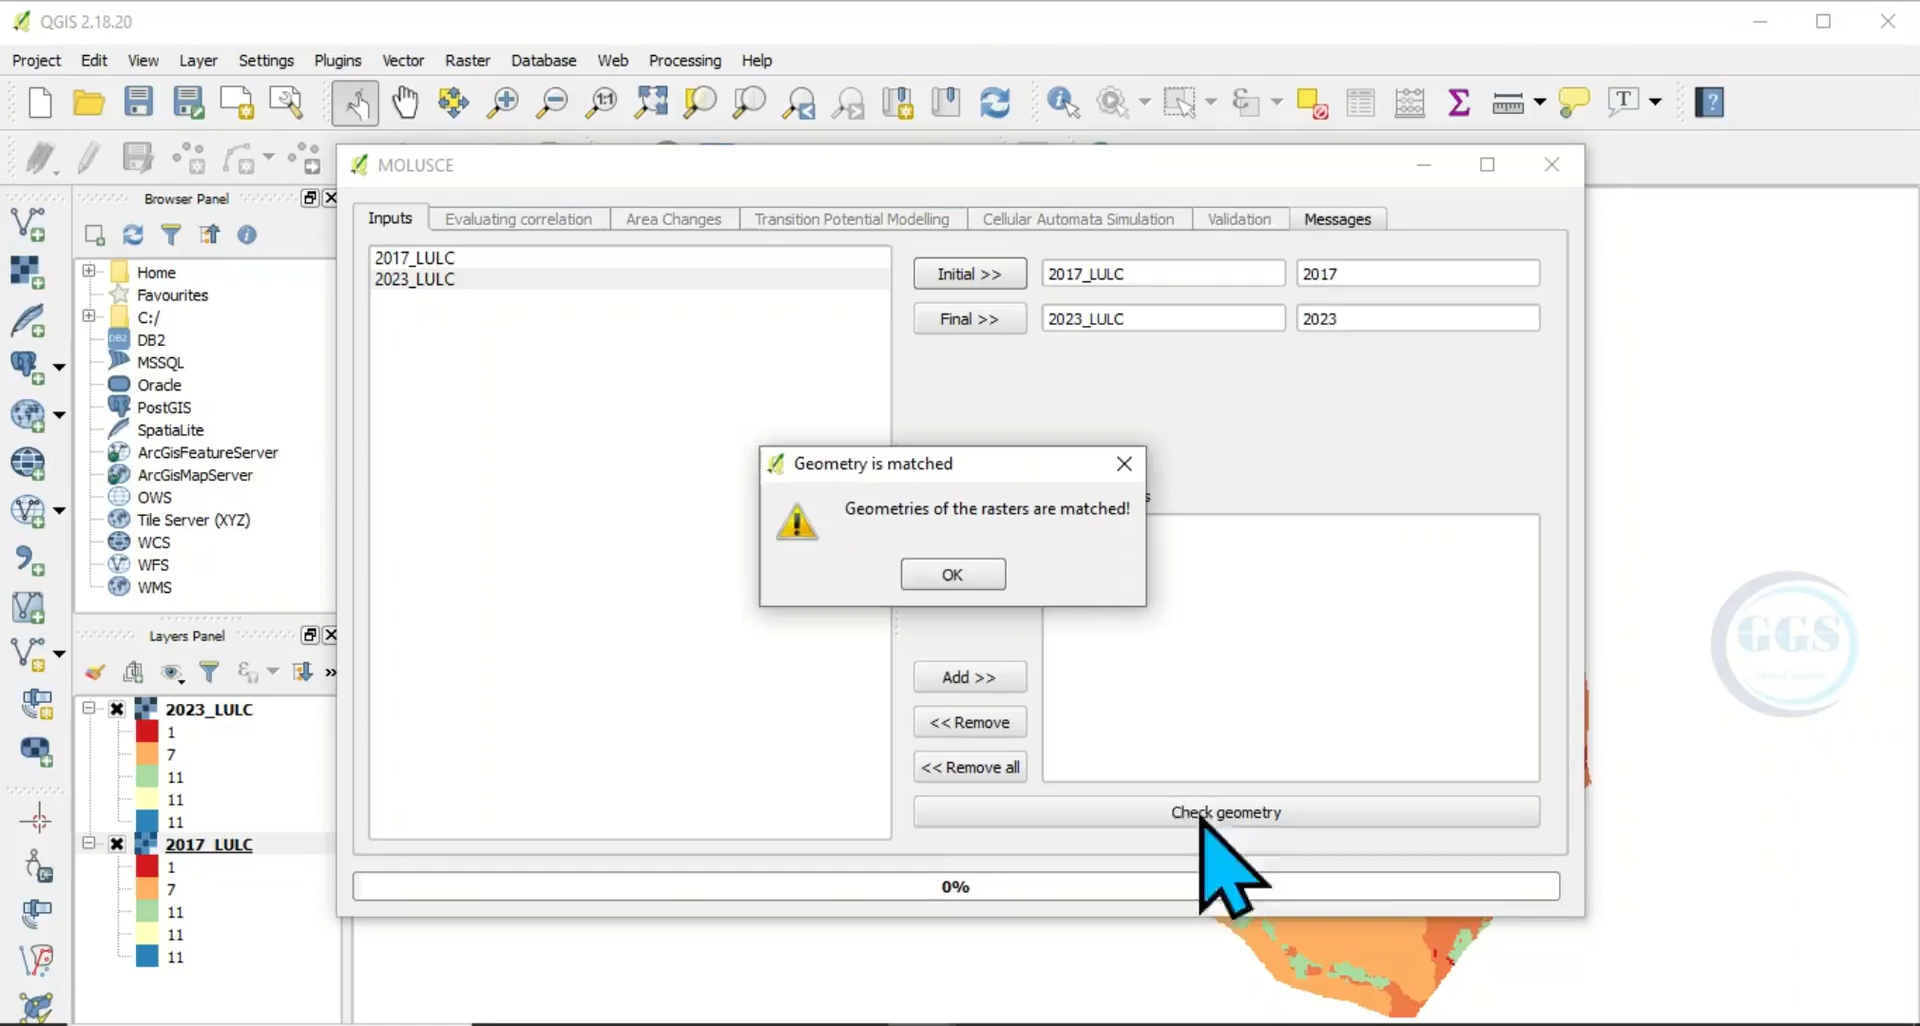 QGIS 2.18.20
Project Edit View Layer Settings Plugins Vector Raster Database Web Processing Help
MOLUSCE
Browser Panel
Inputs Evaluating correlation Area Changes Transition Potential Modelling Cellular Automata Simulation Validation Messages
2017_LULC
2023_LULC
Initial >> 2017_LULC 2017
Final >> 2023_LULC 2023
Home
Favourites
C:/
DB2
MSSQL
Oracle
PostGIS
SpatiaLite
ArcGisFeatureServer
ArcGisMapServer
OWS
Tile Server (XYZ)
WCS
WFS
WMS
Geometry is matched
Geometries of the rasters are matched!
OK
Add >>
<< Remove
<< Remove all
Check geometry
0%
Layers Panel
2023_LULC
1
7
11
11
11
2017_LULC
1
7
11
11
11
GGS